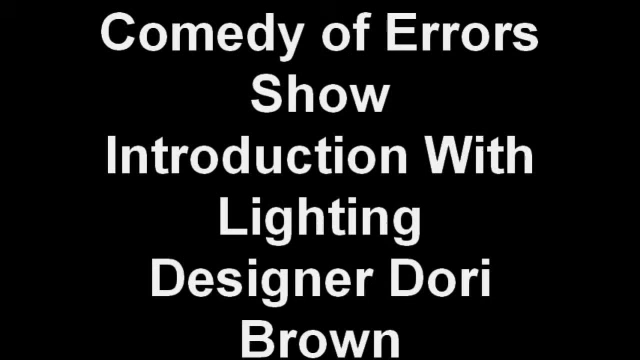 Comedy of Errors
Show
Introduction With
Lighting
Designer Dori
Brown